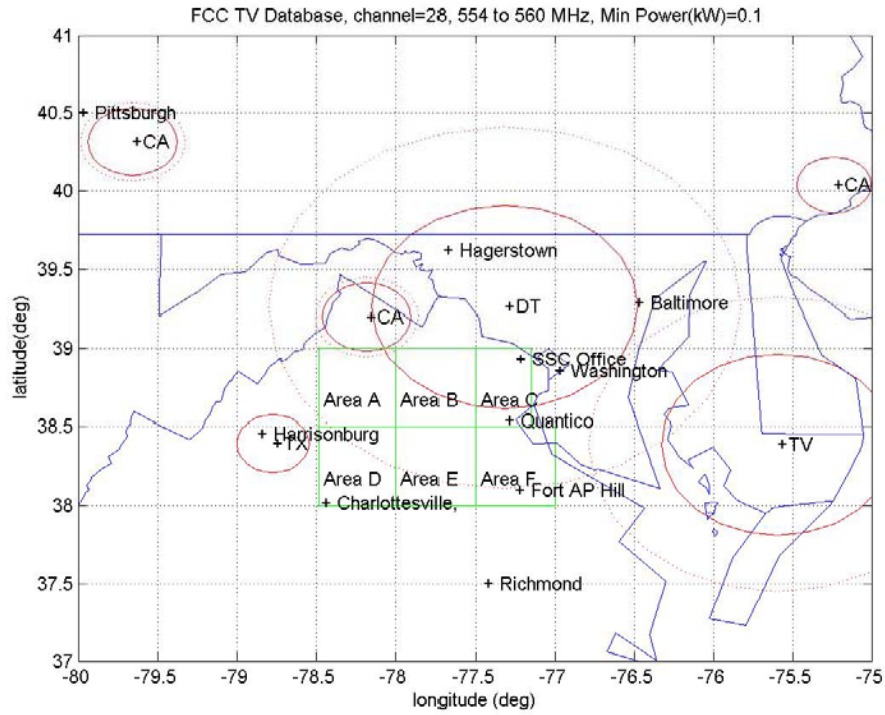 FCC TV Database, channel=28, 554 to 560 MHz, Min Power(kW)=0.1
latitude(deg)
41
40.5
40
39.5
39
38.5
38
37.5
37
Pittsburgh
CA
CA
Hagerstown
DT
Baltimore
CA
SSC Office
Washington
Area A
Area B
Area C
Quantico
Harrisonburg
TX
TV
Area D
Area E
Area F
Fort AP Hill
Charlottesville,
Richmond
-80
-79.5
-79
-78.5
-78
-77.5
-77
-76.5
-76
-75.5
-75
longitude (deg)